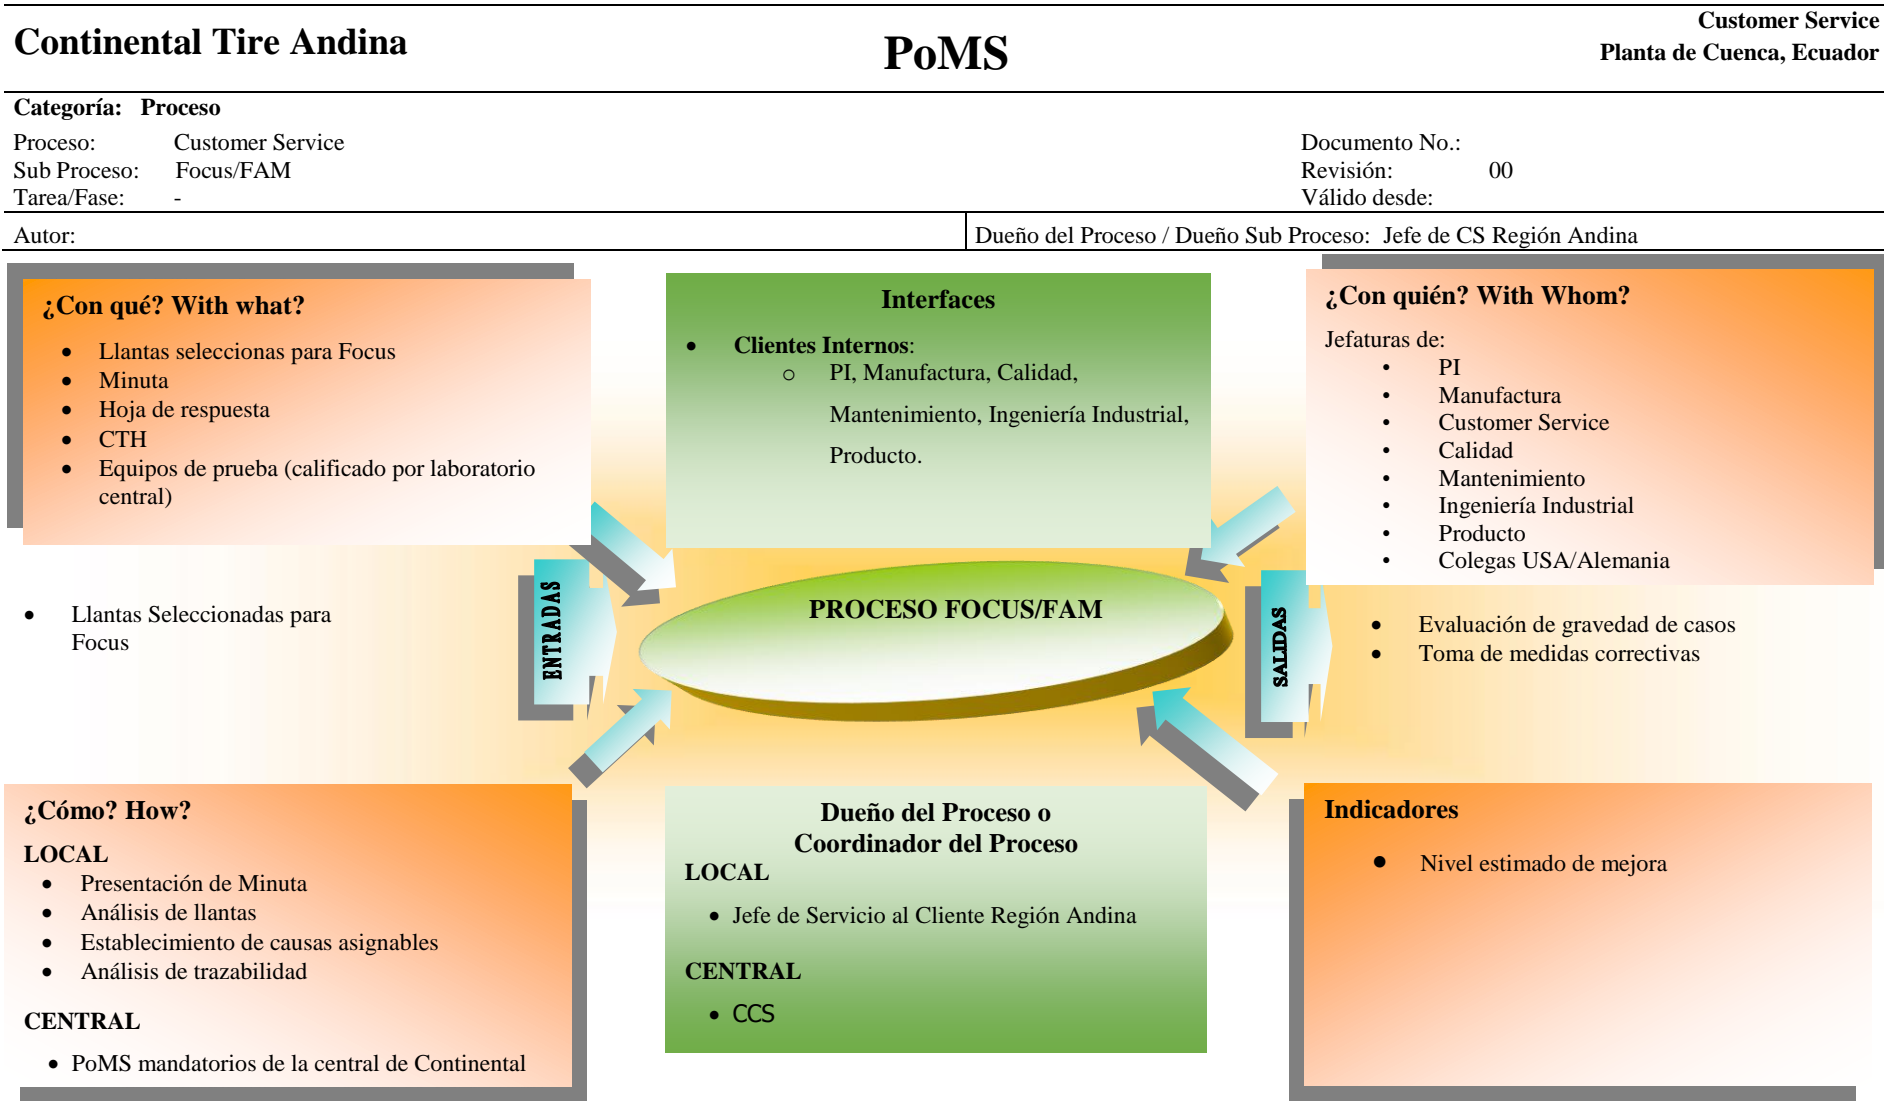 Continental Tire Andina
PoMS
Customer Service
Planta de Cuenca, Ecuador
Categoría: Proceso
Proceso: Customer Service
Sub Proceso: Focus/FAM
Tarea/Fase: -
Documento No.:
Revisión: 00
Válido desde:
Autor:
Dueño del Proceso / Dueño Sub Proceso: Jefe de CS Región Andina
¿Con qué? With what?
• Llantas seleccionas para Focus
• Minuta
• Hoja de respuesta
• CTH
• Equipos de prueba (calificado por laboratorio
central)
Interfaces
• Clientes Internos:
o PI, Manufactura, Calidad,
Mantenimiento, Ingeniería Industrial,
Producto.
¿Con quién? With Whom?
Jefaturas de:
• PI
• Manufactura
• Customer Service
• Calidad
• Mantenimiento
• Ingeniería Industrial
• Producto
• Colegas USA/Alemania
• Llantas Seleccionadas para
Focus
ENTRADAS
PROCESO FOCUS/FAM
SALIDAS
• Evaluación de gravedad de casos
• Toma de medidas correctivas
¿Cómo? How?
LOCAL
• Presentación de Minuta
• Análisis de llantas
• Establecimiento de causas asignables
• Análisis de trazabilidad
CENTRAL
• PoMS mandatorios de la central de Continental
Dueño del Proceso o
Coordinador del Proceso
LOCAL
• Jefe de Servicio al Cliente Región Andina
CENTRAL
• CCS
Indicadores
• Nivel estimado de mejora